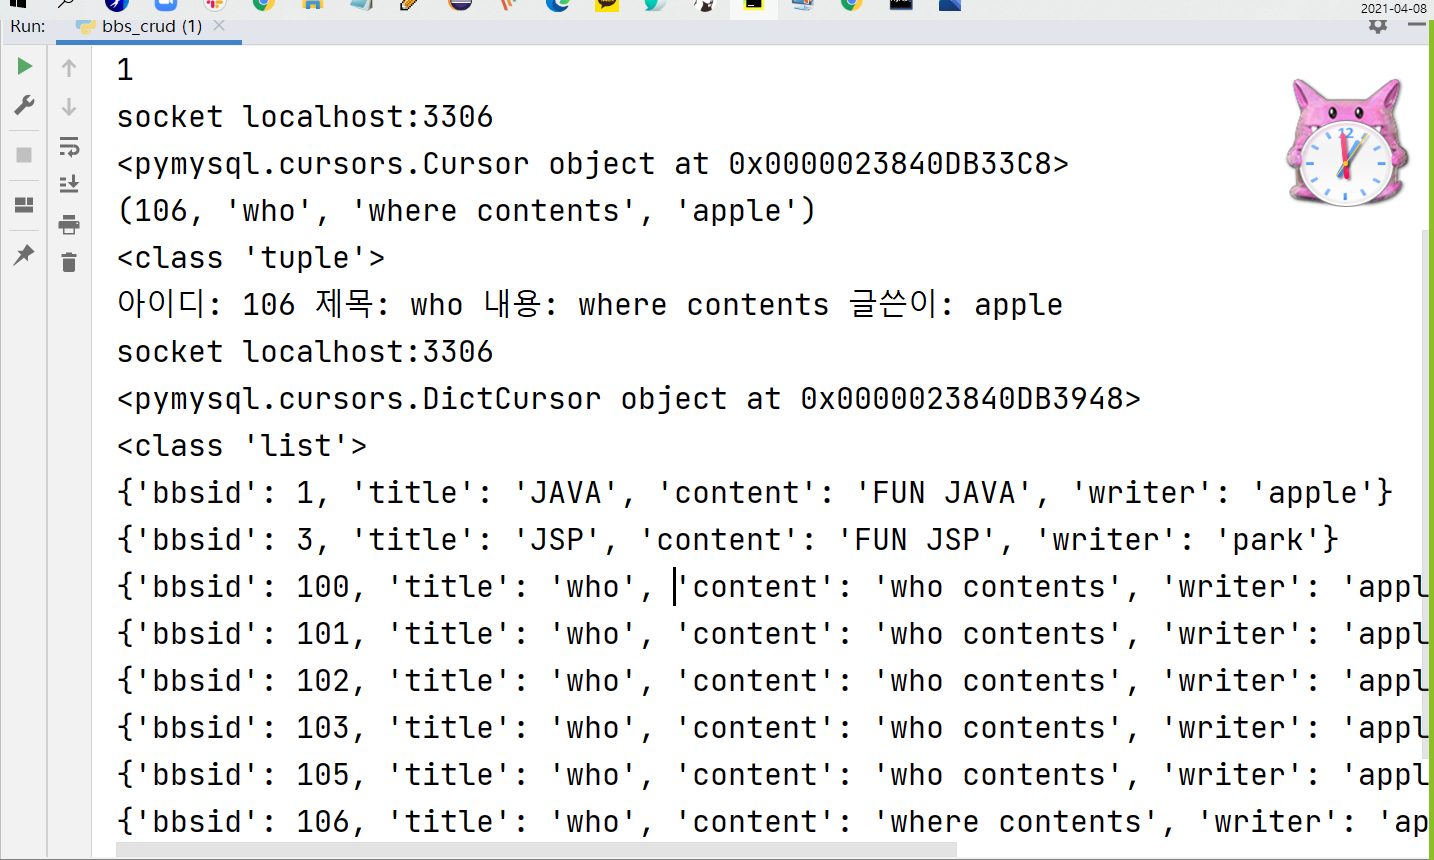 2021-04-08
Run: bbs_crud (1)
1
socket localhost:3306
<pymysql.cursors.Cursor object at 0x0000023840DB33C8>
(106, 'who', 'where contents', 'apple')
<class 'tuple'>
아이디: 106 제목: who 내용: where contents 글쓴이: apple
socket localhost:3306
<pymysql.cursors.DictCursor object at 0x0000023840DB3948>
<class 'list'>
{'bbsid': 1, 'title': 'JAVA', 'content': 'FUN JAVA', 'writer': 'apple'}
{'bbsid': 3, 'title': 'JSP', 'content': 'FUN JSP', 'writer': 'park'}
{'bbsid': 100, 'title': 'who', 'content': 'who contents', 'writer': 'appl
{'bbsid': 101, 'title': 'who', 'content': 'who contents', 'writer': 'appl
{'bbsid': 102, 'title': 'who', 'content': 'who contents', 'writer': 'appl
{'bbsid': 103, 'title': 'who', 'content': 'who contents', 'writer': 'appl
{'bbsid': 105, 'title': 'who', 'content': 'who contents', 'writer': 'appl
{'bbsid': 106, 'title': 'who', 'content': 'where contents', 'writer': 'ap
12